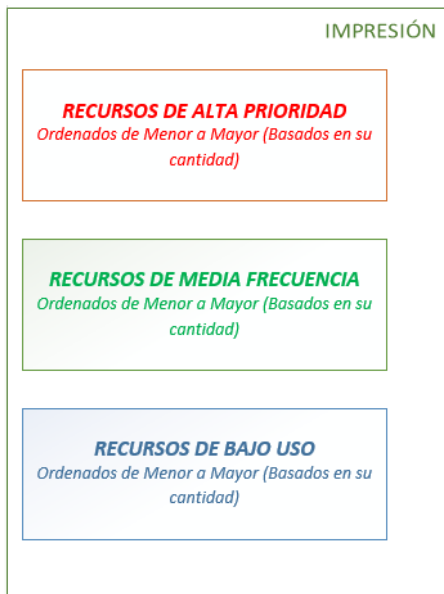 IMPRESIÓN
RECURSOS DE ALTA PRIORIDAD
Ordenados de Menor a Mayor (Basados en su
cantidad)
RECURSOS DE MEDIA FRECUENCIA
Ordenados de Menor a Mayor (Basados en su
cantidad)
RECURSOS DE BAJO USO
Ordenados de Menor a Mayor (Basados en su
cantidad)